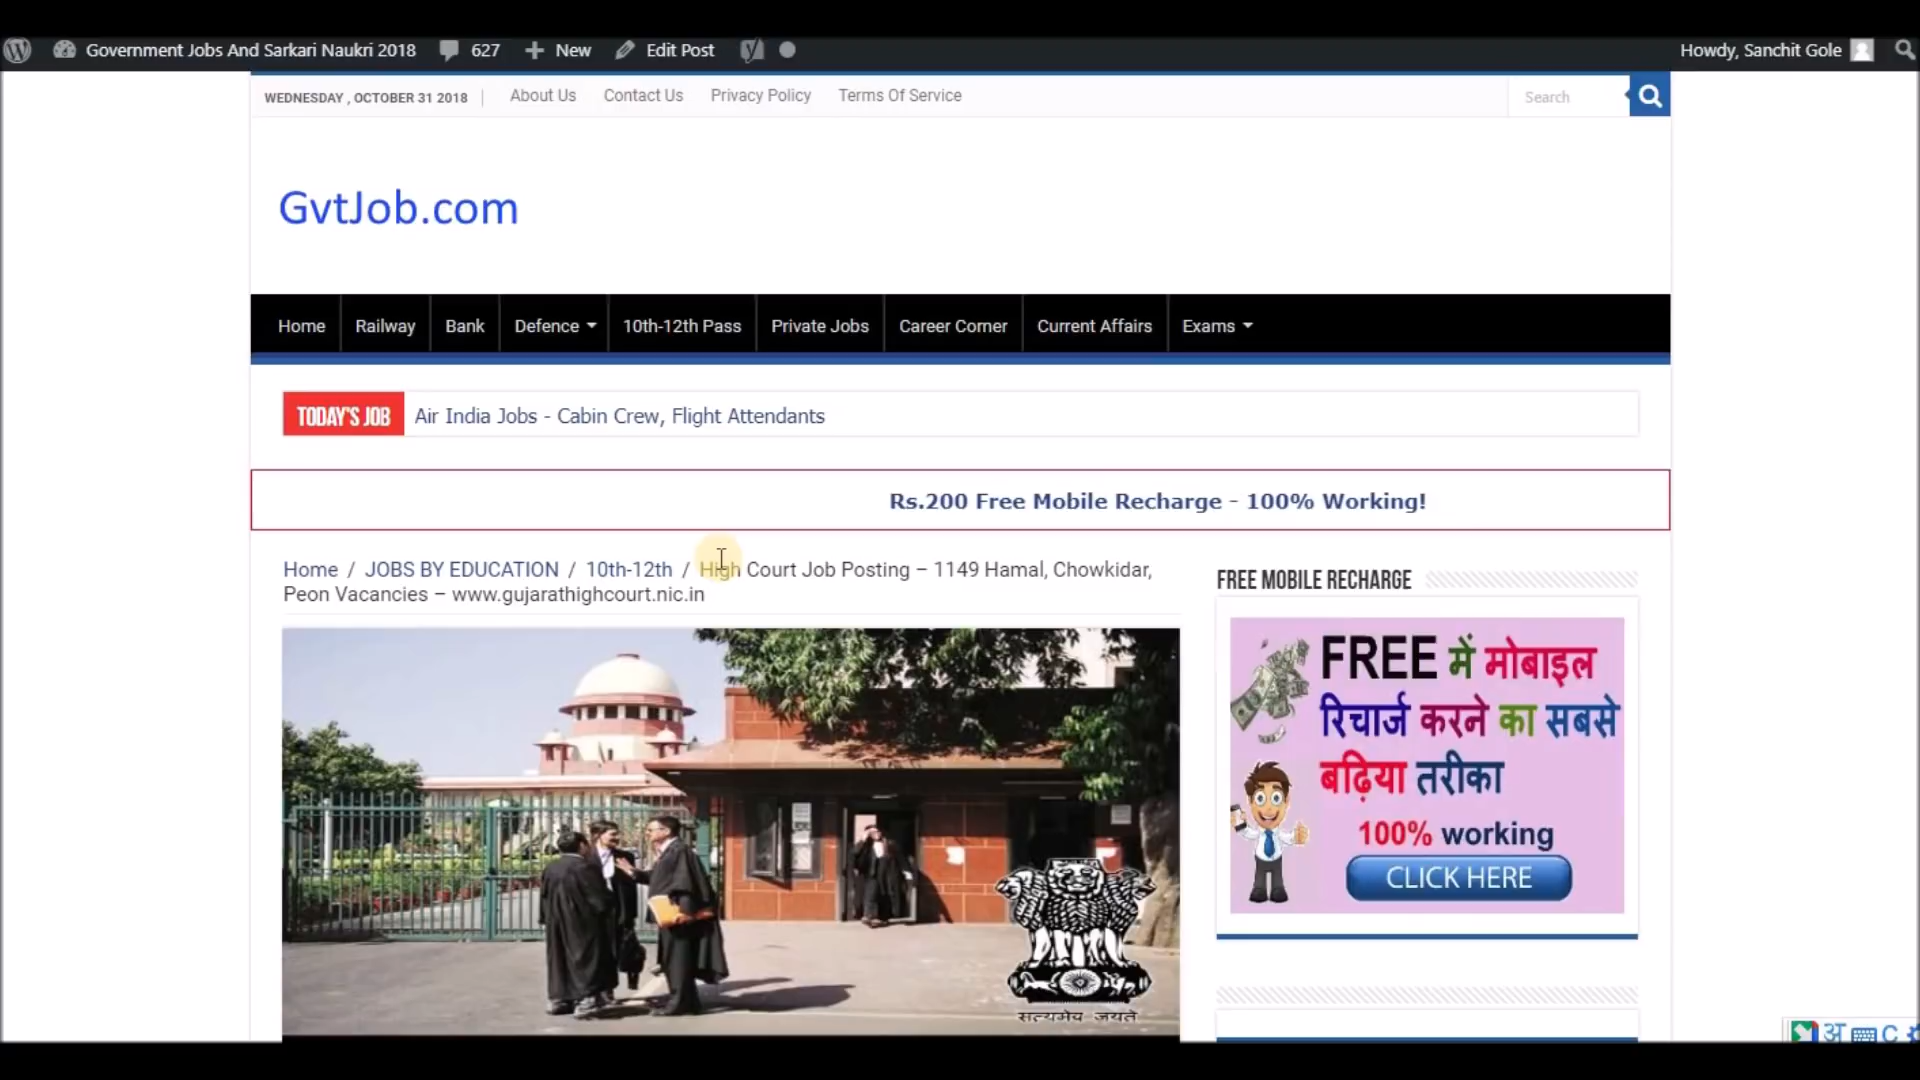 Government Jobs And Sarkari Naukri 2018 627 New Edit Post Howdy, Sanchit Gole
WEDNESDAY , OCTOBER 31 2018 About Us Contact Us Privacy Policy Terms Of Service Search
GvtJob.com
Home Railway Bank Defence 10th-12th Pass Private Jobs Career Corner Current Affairs Exams
TODAY'S JOB Air India Jobs - Cabin Crew, Flight Attendants
Rs.200 Free Mobile Recharge - 100% Working!
Home / JOBS BY EDUCATION / 10th-12th / High Court Job Posting – 1149 Hamal, Chowkidar,
Peon Vacancies – www.gujarathighcourt.nic.in
सत्यमेव जयते
FREE MOBILE RECHARGE
FREE में मोबाइल
रिचार्ज करने का सबसे
बढ़िया तरीका
100% working
CLICK HERE
अ C